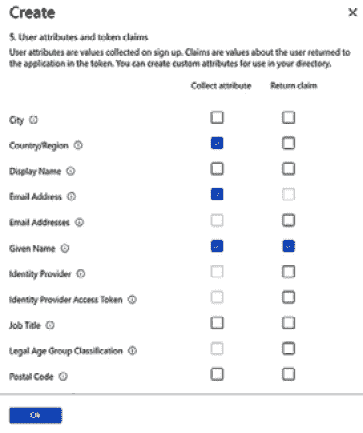 Create
5. User attributes and token claims
User attributes are values collected on sign up. Claims are values about the user returned
to the application in the token. You can create custom attributes for use in your directory.
Collect attribute Return claim
City
Country/Region
Display Name
Email Address
Email Addresses
Given Name
Identity Provider
Identity Provider Access Token
Job Title
Legal Age Group Classification
Postal Code
Ok